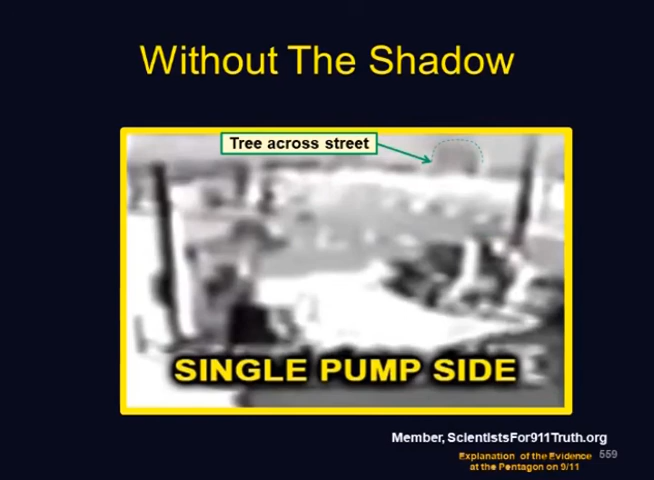 Without The Shadow
Tree across street
SINGLE PUMP SIDE
Member, ScientistsFor911Truth.org
Explanation of the Evidence 559
at the Pentagon on 9/11